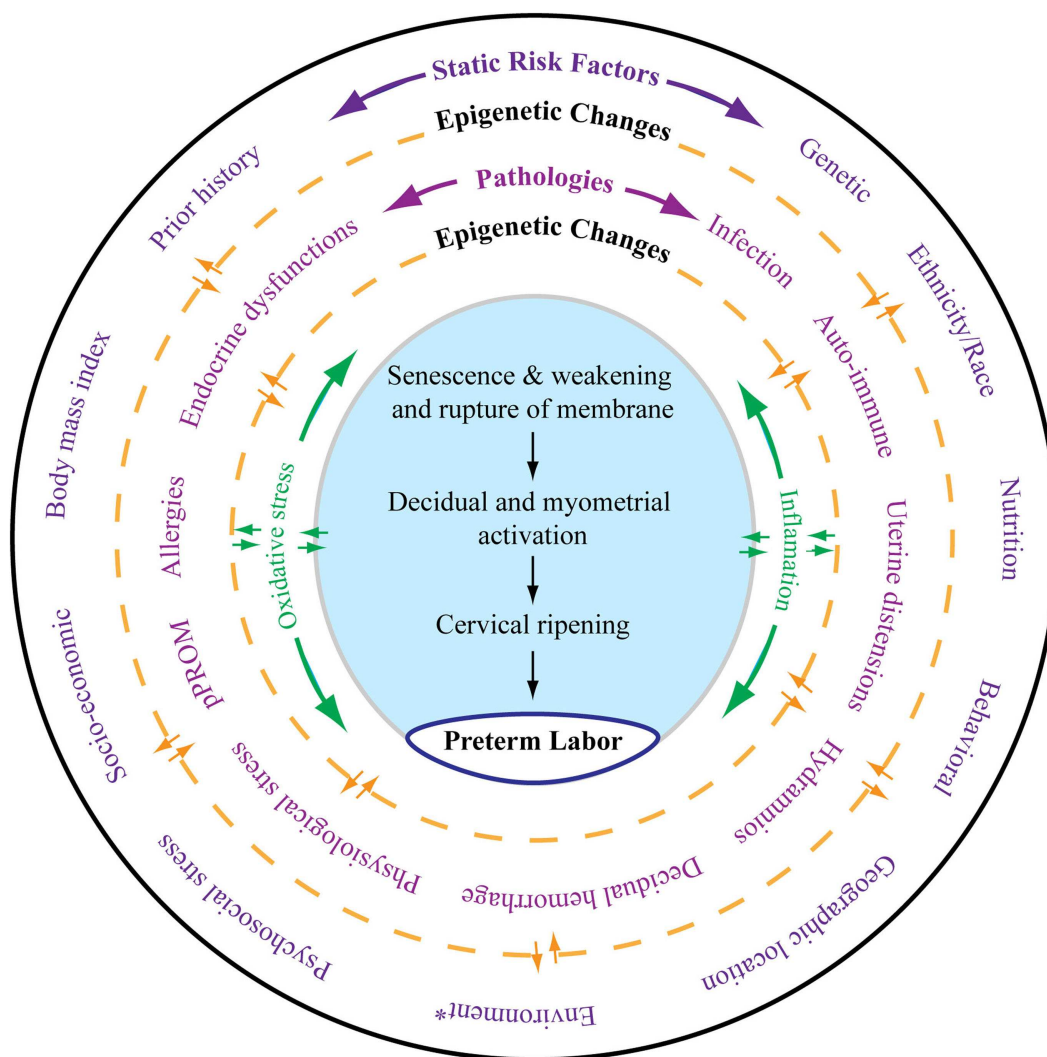 Static Risk Factors
Epigenetic Changes
Pathologies
Epigenetic Changes
Prior history
Genetic
Ethnicity/Race
Nutrition
Behavioral
Geographic location
Environment*
Psychosocial stress
Socio-economic
Body mass index
Endocrine dysfunctions
Infection
Auto-immune
Uterine distensions
Hydramnios
Decidual hemorrhage
Phsyiological stress
pPROM
Allergies
Oxidative stress
Inflamation
Senescence & weakening
and rupture of membrane
Decidual and myometrial
activation
Cervical ripening
Preterm Labor